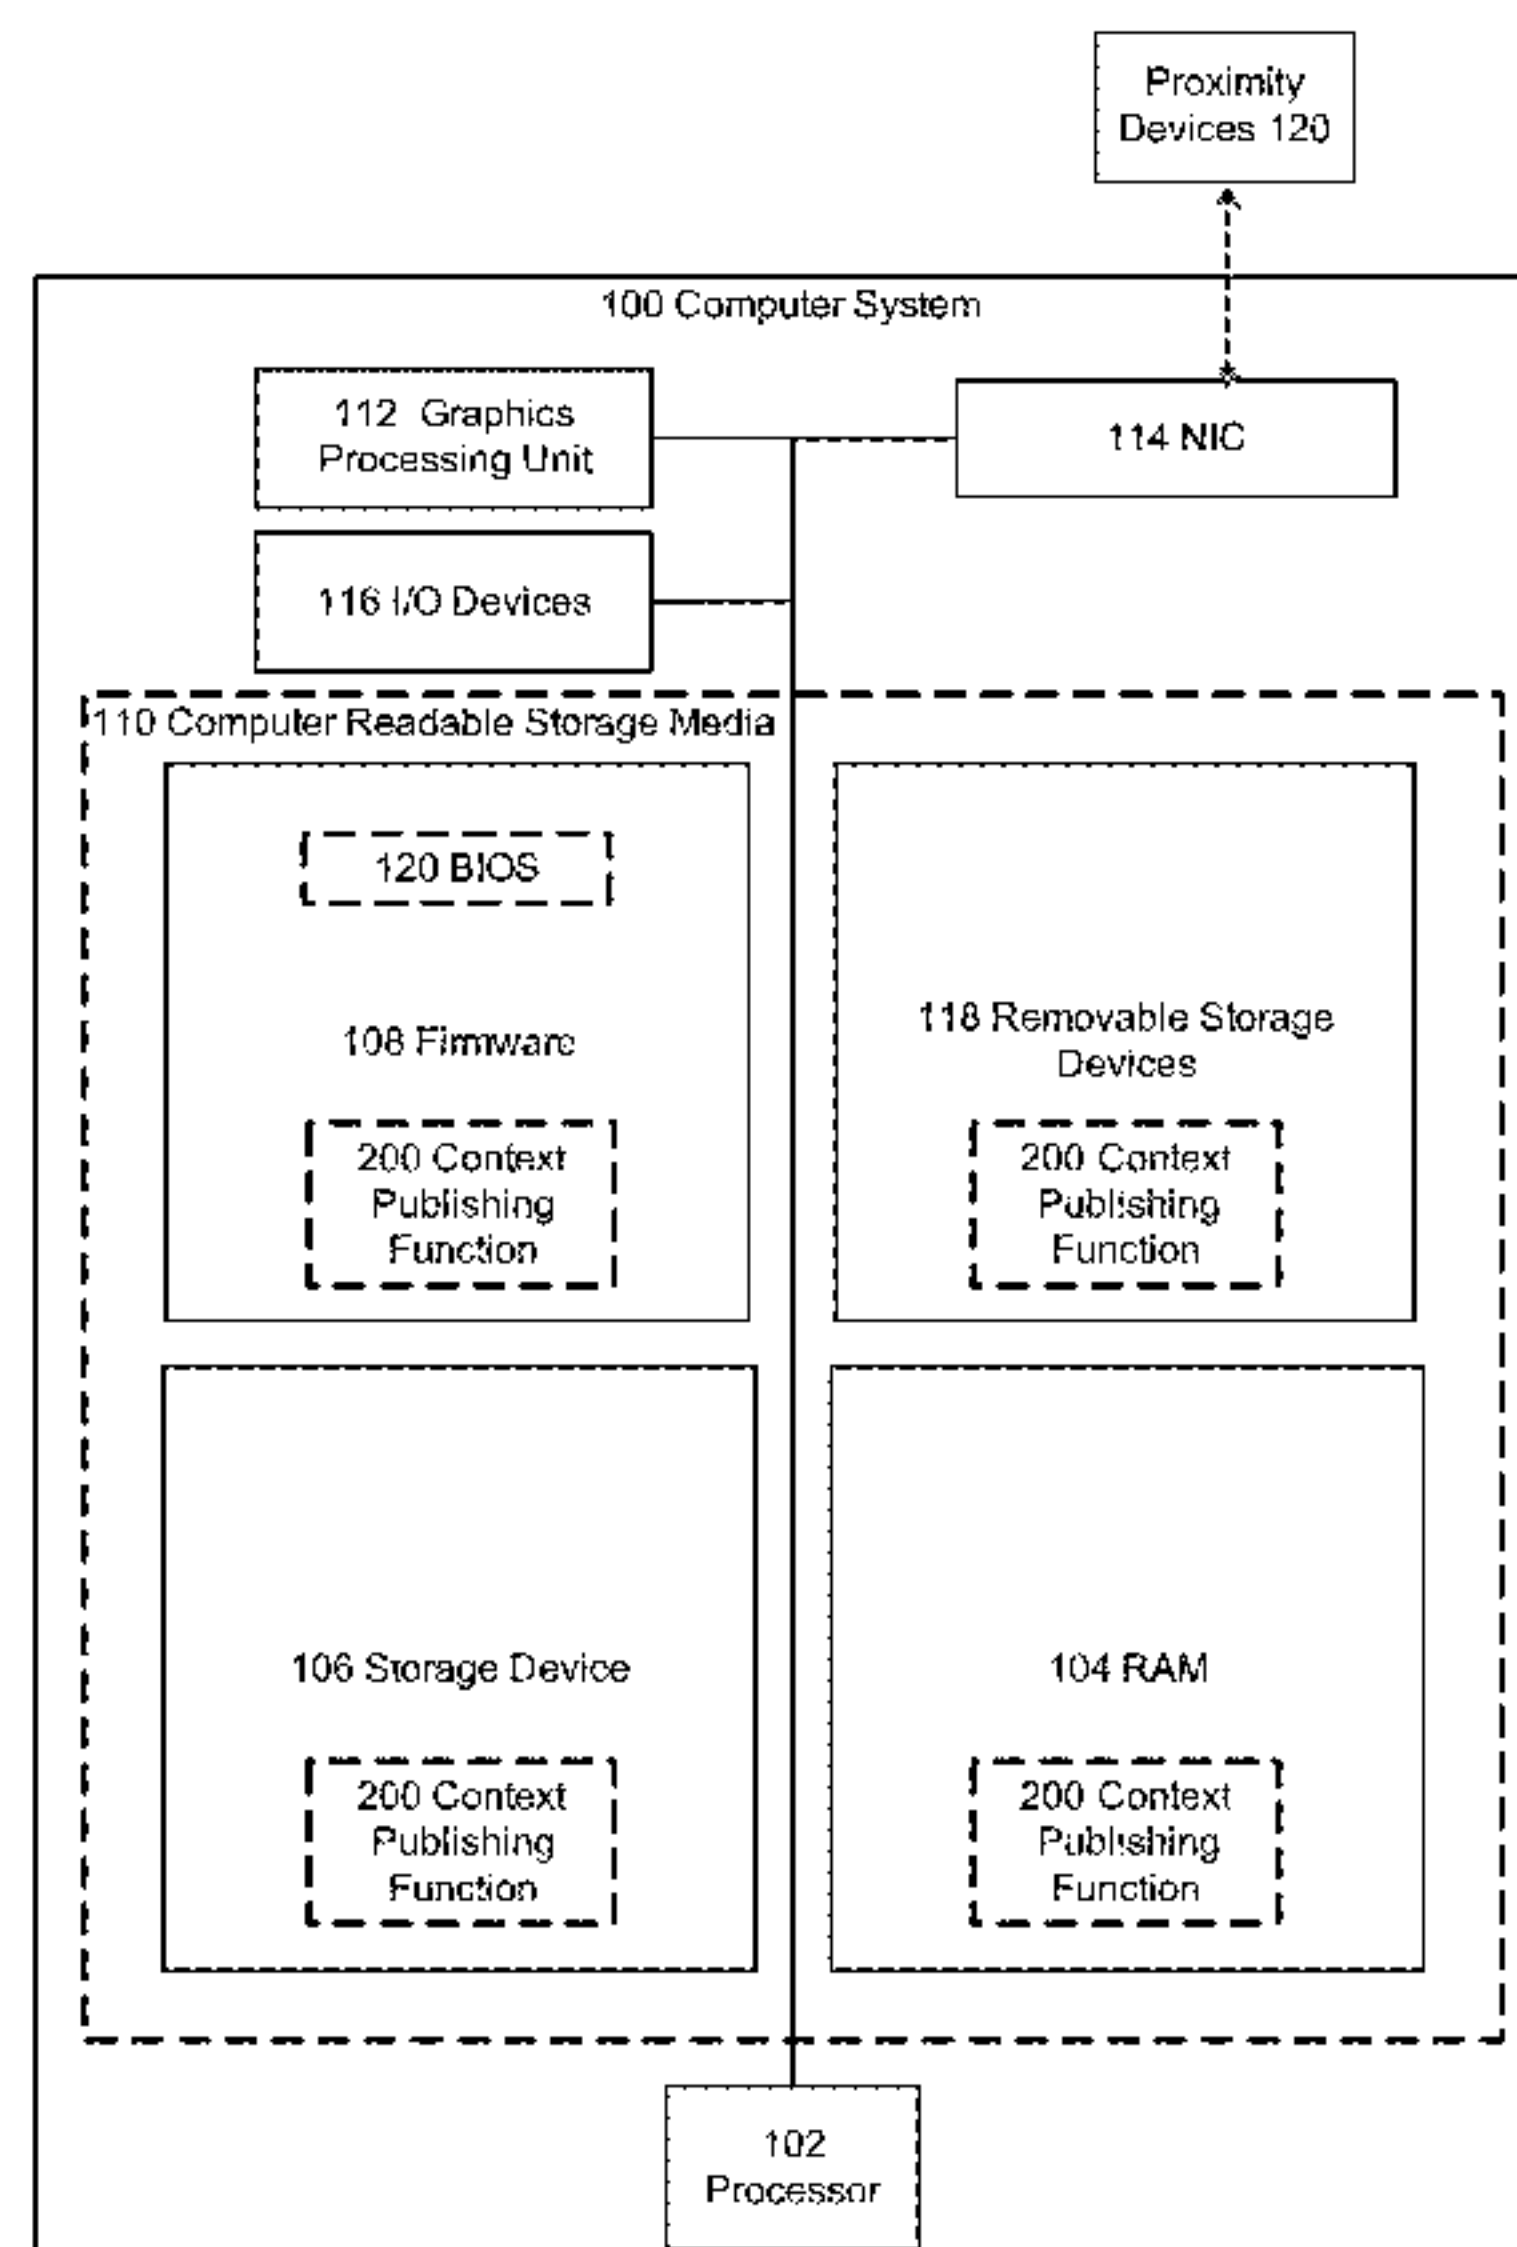 Proximity
Devices 120
100 Computer System
112 Graphics
Processing Unit
114 NIC
116 I/O Devices
110 Computer Readable Storage Media
120 BIOS
108 Firmware
200 Context
Publishing
Function
118 Removable Storage
Devices
200 Context
Publishing
Function
106 Storage Device
200 Context
Publishing
Function
104 RAM
200 Context
Publishing
Function
102
Processor